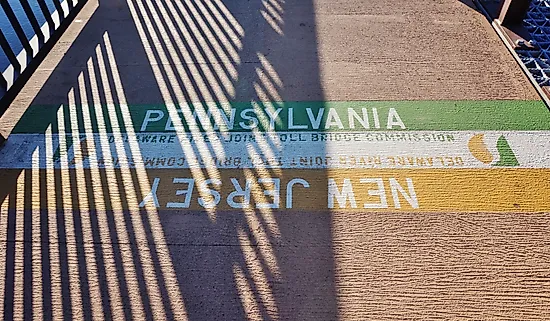 PENNSYLVANIA
DELAWARE RIVER JOINT TOLL BRIDGE COMMISSION
DELAWARE RIVER JOINT TOLL BRIDGE COMMISSION
NEW JERSEY